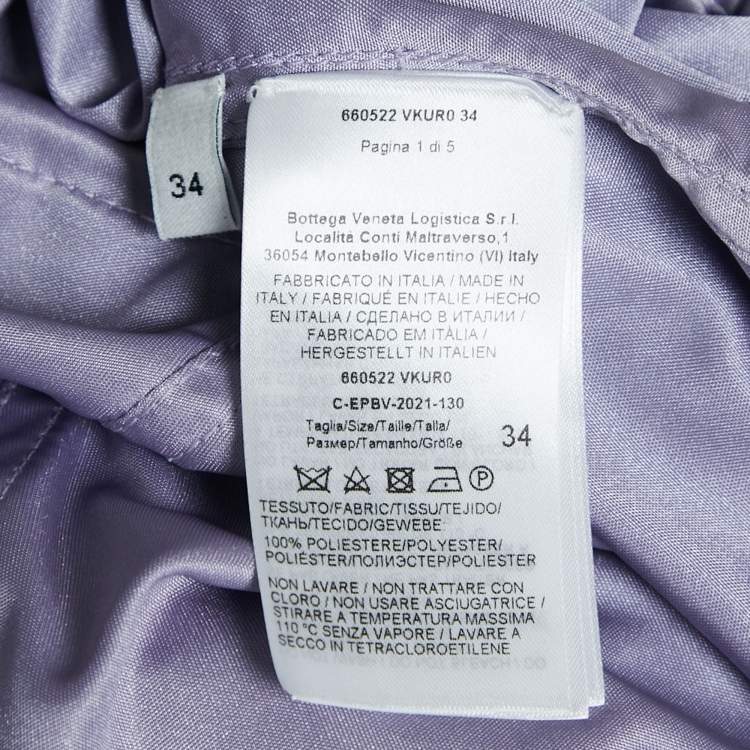 660522 VKUR0 34
Pagina 1 di 5
34
Bottega Veneta Logistica S.r.l.
Località Conti Maltraverso,1
36054 Montebello Vicentino (VI) Italy
FABBRICATO IN ITALIA / MADE IN
ITALY / FABRIQUÉ EN ITALIE / HECHO
EN ITALIA / СДЕЛАНО В ИТАЛИИ /
FABRICADO EM ITÁLIA /
HERGESTELLT IN ITALIEN
660522 VKUR0
C-EPBV-2021-130
Taglia/Size/Taille/Talla/
Размер/Tamanho/Größe 34
P
TESSUTO/FABRIC/TISSU/TEJIDO/
ТКАНЬ/TECIDO/GEWEBE:
100% POLIESTERE/POLYESTER/
POLIÉSTER/ПОЛИЭСТЕР/POLIESTER
NON LAVARE / NON TRATTARE CON
CLORO / NON USARE ASCIUGATRICE /
STIRARE A TEMPERATURA MASSIMA
110 °C SENZA VAPORE / LAVARE A
SECCO IN TETRACLOROETILENE